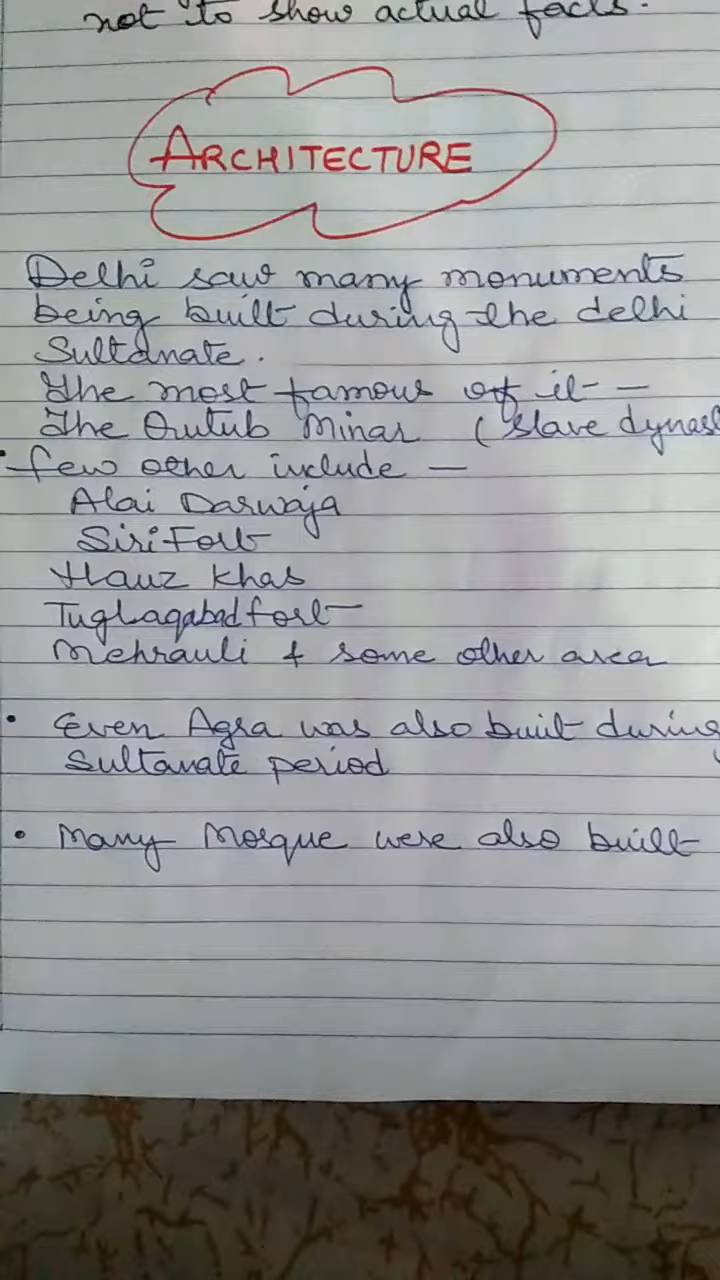 not to show actual facts.
ARCHITECTURE
Delhi saw many monuments
being built during the delhi
Sultanate.
The most famous of it –
The Qutub Minar (Slave dynast
• few other include –
Alai Darwaja
Siri Fort
Hauz Khas
Tuglaqabad fort
Mehrauli & some other area
• Even Agra was also built during
Sultanate period
• Many Mosque were also built